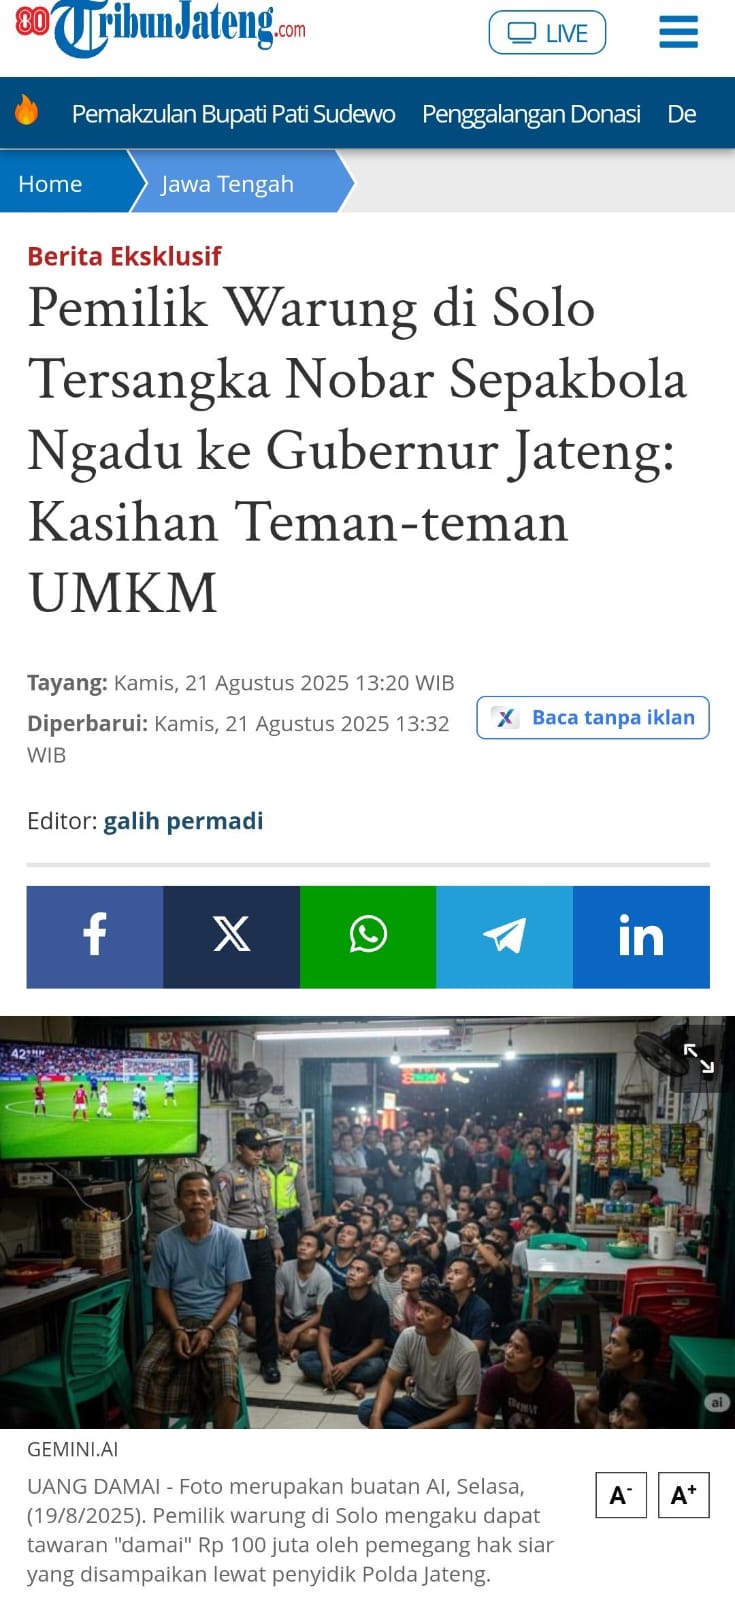 80 TribunJateng.com
LIVE
Pemakzulan Bupati Pati Sudewo Penggalangan Donasi De
Home Jawa Tengah
Berita Eksklusif
Pemilik Warung di Solo
Tersangka Nobar Sepakbola
Ngadu ke Gubernur Jateng:
Kasihan Teman-teman
UMKM
Tayang: Kamis, 21 Agustus 2025 13:20 WIB
Diperbarui: Kamis, 21 Agustus 2025 13:32
WIB
Baca tanpa iklan
Editor: galih permadi
ai
GEMINI.AI
UANG DAMAI - Foto merupakan buatan AI, Selasa,
(19/8/2025). Pemilik warung di Solo mengaku dapat
tawaran "damai" Rp 100 juta oleh pemegang hak siar
yang disampaikan lewat penyidik Polda Jateng.
A- A+